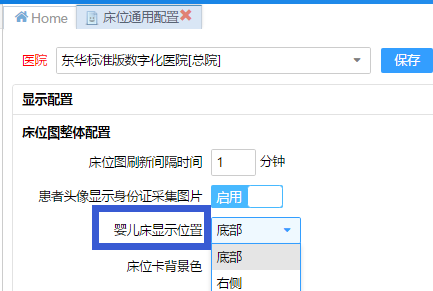 Home 床位通用配置
医院 东华标准版数字化医院[总院] 保存
显示配置
床位图整体配置
床位图刷新间隔时间 1 分钟
患者头像显示身份证采集图片 启用
婴儿床显示位置 底部
底部
床位卡背景色
右侧